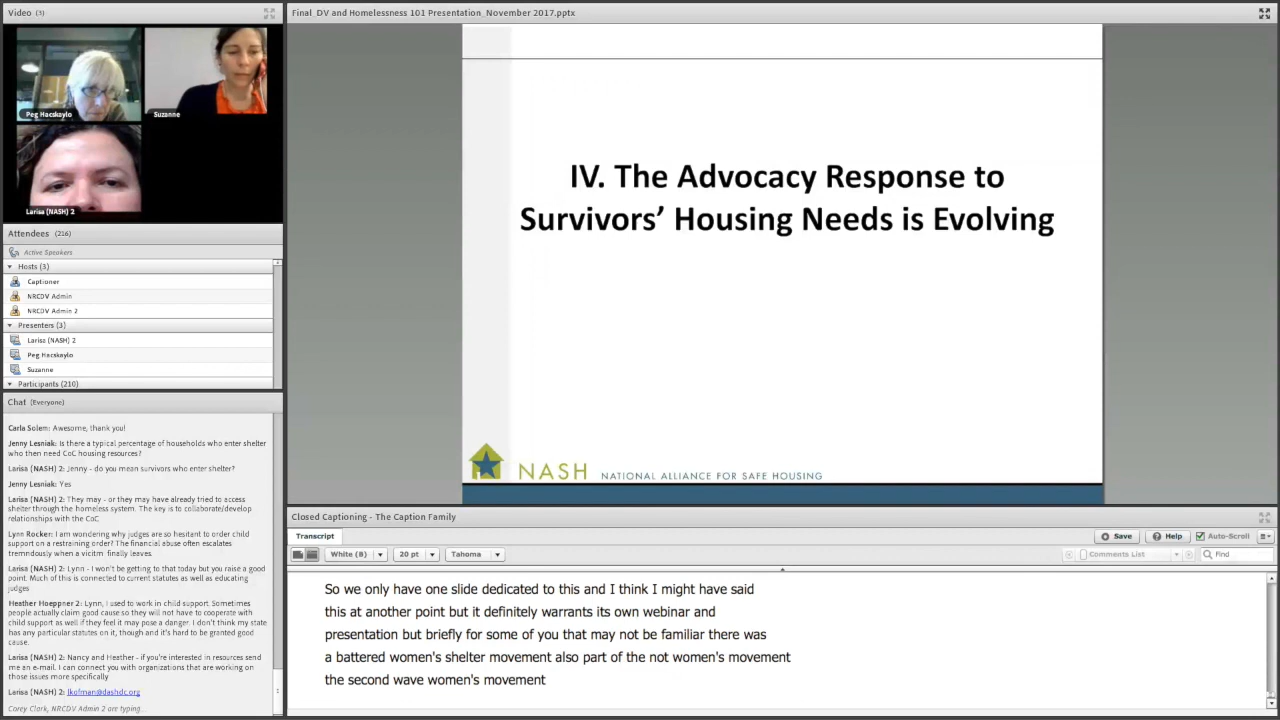 Video (3)
Peg Hacskaylo
Suzanne
Larisa (NASH) 2
Attendees (216)
Active Speakers
Hosts (3)
Captioner
NRCDV Admin
NRCDV Admin 2
Presenters (3)
Larisa (NASH) 2
Peg Hacskaylo
Suzanne
Participants (210)
Chat (Everyone)
Carla Solem: Awesome, thank you!
Jenny Lesniak: Is there a typical percentage of households who enter shelter
who then need CoC housing resources?
Larisa (NASH) 2: Jenny - do you mean survivors who enter shelter?
Jenny Lesniak: Yes
Larisa (NASH) 2: They may - or they may have already tried to access
shelter through the homeless system. The key is to collaborate/develop
relationships with the CoC
Lynn Rocker: I am wondering why judges are so hesitant to order child
support on a restraining order? The financial abuse often escalates
tremndously when a vicitm finally leaves.
Larisa (NASH) 2: Lynn - I won't be getting to that today but you raise a good
point. Much of this is connected to current statutes as well as educating
judges
Heather Hoeppner 2: Lynn, I used to work in child support. Sometimes
people actually claim good cause so they will not have to cooperate with
child support as well if they feel it may pose a danger. I don't think my state
has any particular statutes on it, though and it's hard to be granted good
cause.
Larisa (NASH) 2: Nancy and Heather - if you're interested in resources send
me an e-mail. I can connect you with organizations that are working on
those issues more specifically
Larisa (NASH) 2: lkofman@dashdc.org
Corey Clark, NRCDV Admin 2 are typing...
Final_DV and Homelessness 101 Presentation_November 2017.pptx
IV. The Advocacy Response to
Survivors' Housing Needs is Evolving
NASH NATIONAL ALLIANCE FOR SAFE HOUSING
Closed Captioning - The Caption Family
Transcript
Save
Help
Auto-Scroll
White (B)
20 pt
Tahoma
Comments List
Find
So we only have one slide dedicated to this and I think I might have said
this at another point but it definitely warrants its own webinar and
presentation but briefly for some of you that may not be familiar there was
a battered women's shelter movement also part of the not women's movement
the second wave women's movement